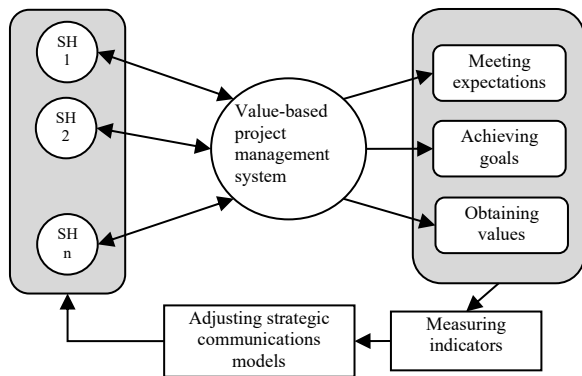 SH
1
SH
2
SH
n
Value-based
project
management
system
Meeting
expectations
Achieving
goals
Obtaining
values
Adjusting strategic
communications
models
Measuring
indicators